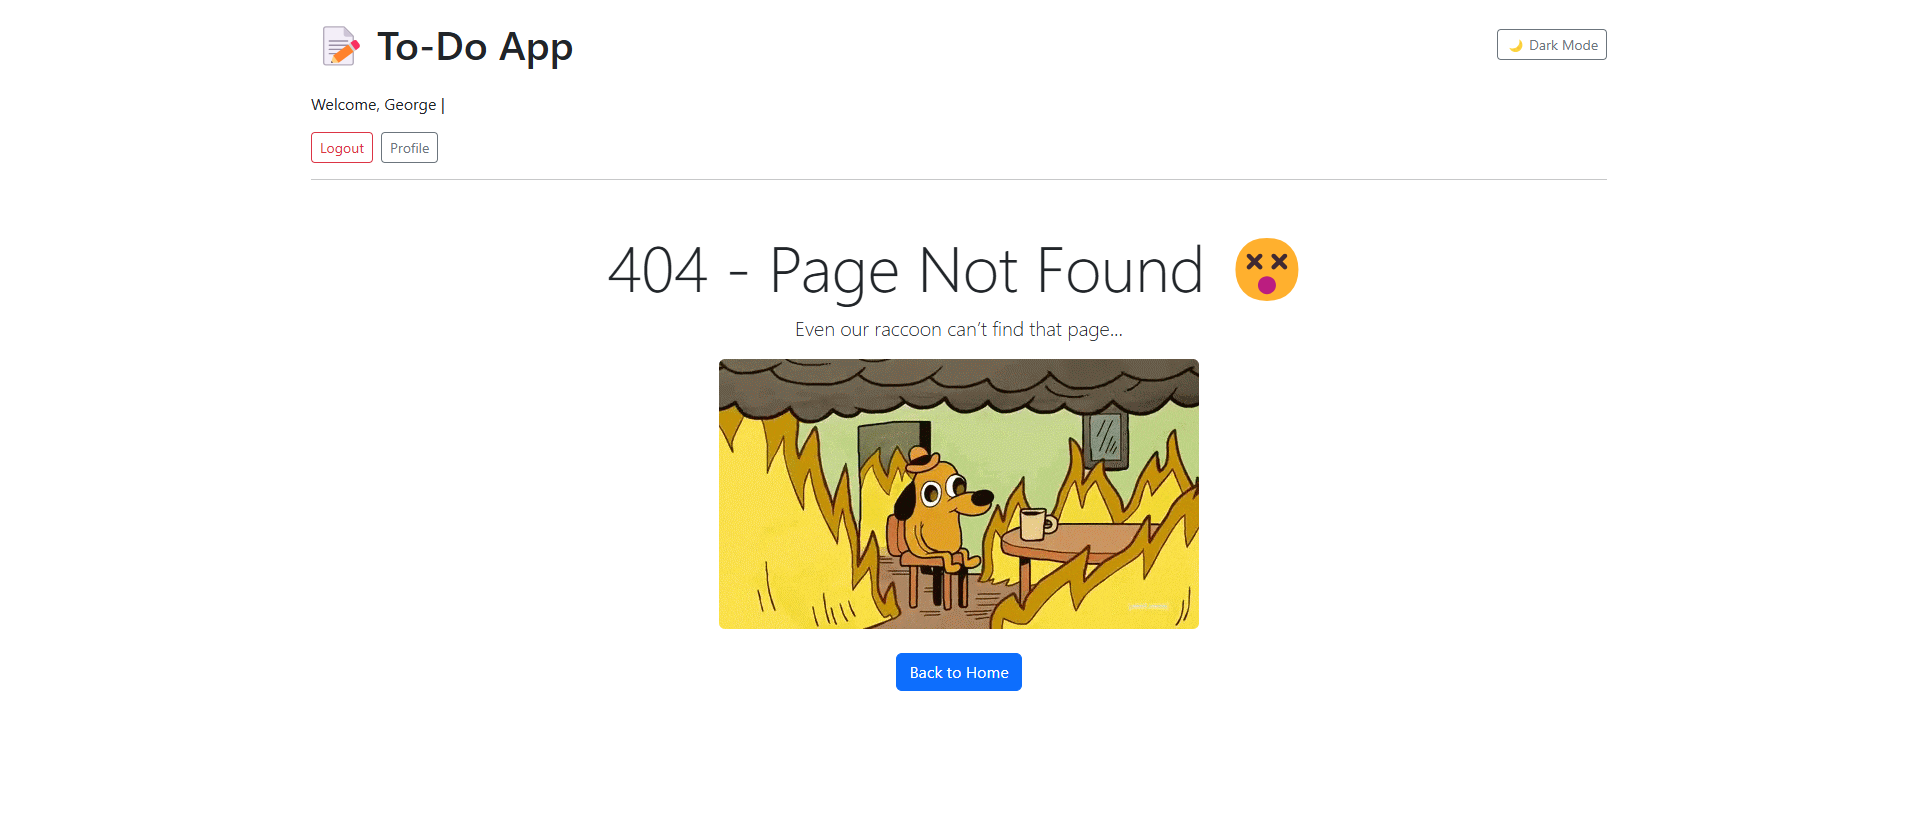 📝 To-Do App
🌙 Dark Mode
Welcome, George |
Logout
Profile
404 - Page Not Found 😵
Even our raccoon can’t find that page...
Back to Home